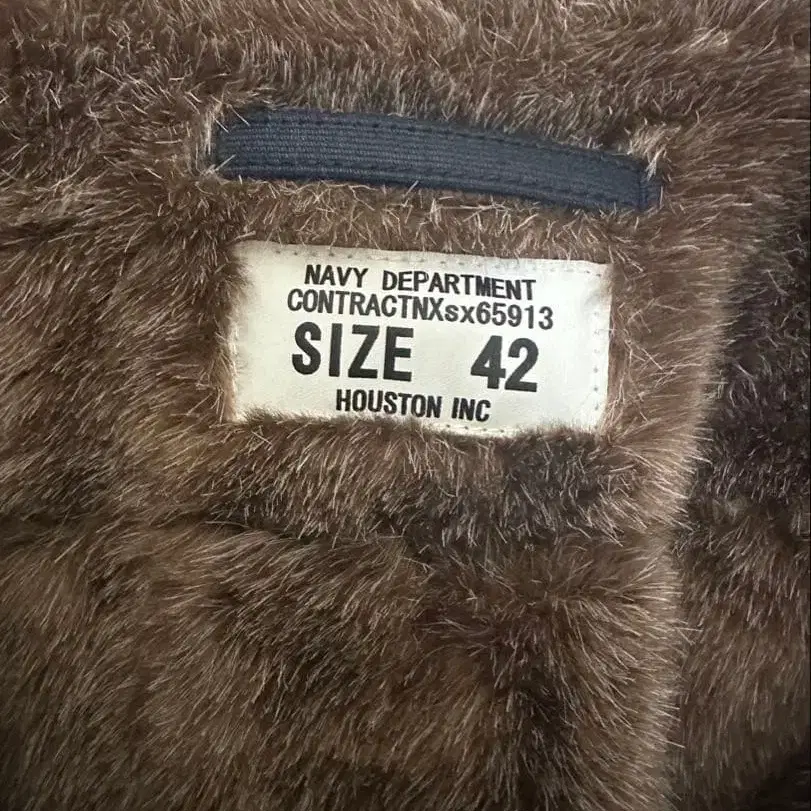 NAVY DEPARTMENT
CONTRACTNXsx65913
SIZE 42
HOUSTON INC